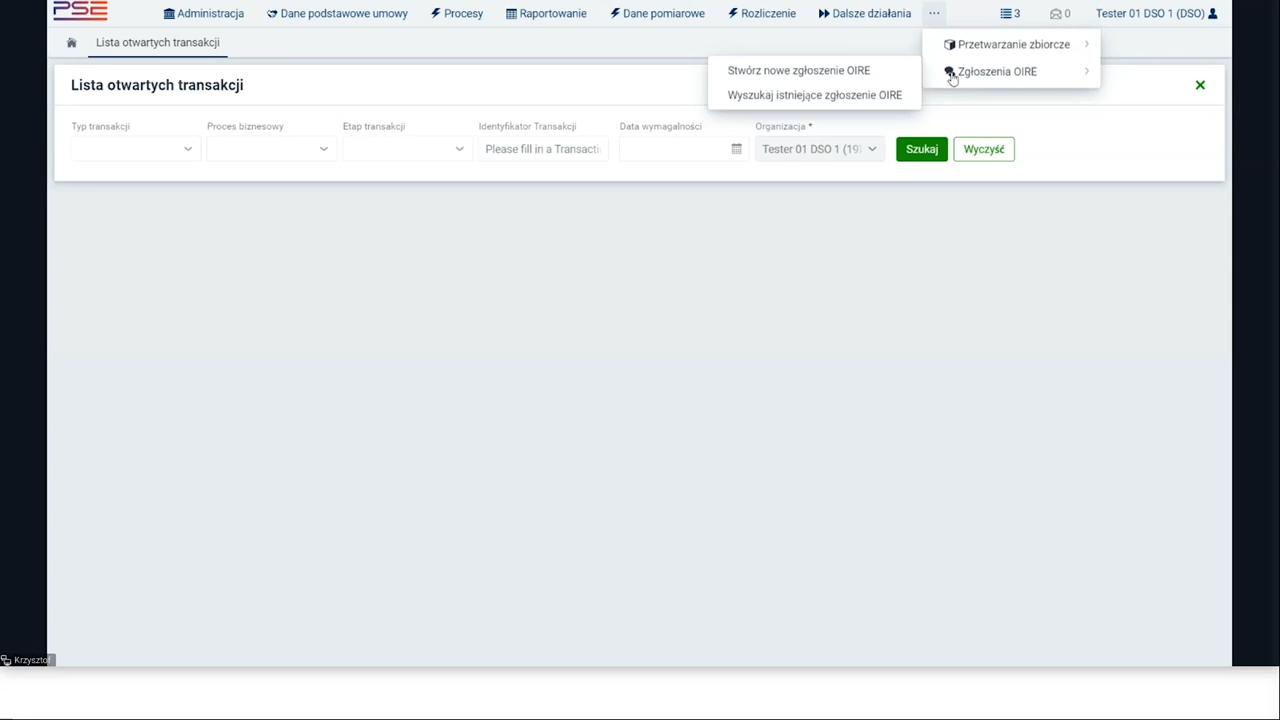 PSE
Administracja
Dane podstawowe umowy
Procesy
Raportowanie
Dane pomiarowe
Rozliczenie
Dalsze działania
...
3
0
Tester 01 DSO 1 (DSO)
Lista otwartych transakcji
Przetwarzanie zbiorcze
Zgłoszenia OIRE
Stwórz nowe zgłoszenie OIRE
Wyszukaj istniejące zgłoszenie OIRE
Lista otwartych transakcji
Typ transakcji
Proces biznesowy
Etap transakcji
Identyfikator Transakcji
Data wymagalności
Organizacja *
Please fill in a Transacti
Tester 01 DSO 1 (19
Szukaj
Wyczyść
Krzysztof